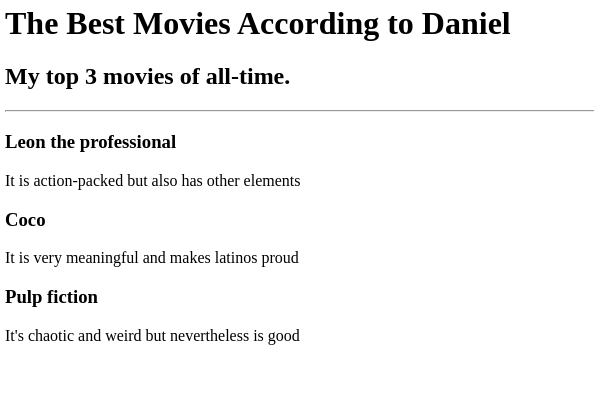 The Best Movies According to Daniel
My top 3 movies of all-time.
Leon the professional
It is action-packed but also has other elements
Coco
It is very meaningful and makes latinos proud
Pulp fiction
It's chaotic and weird but nevertheless is good